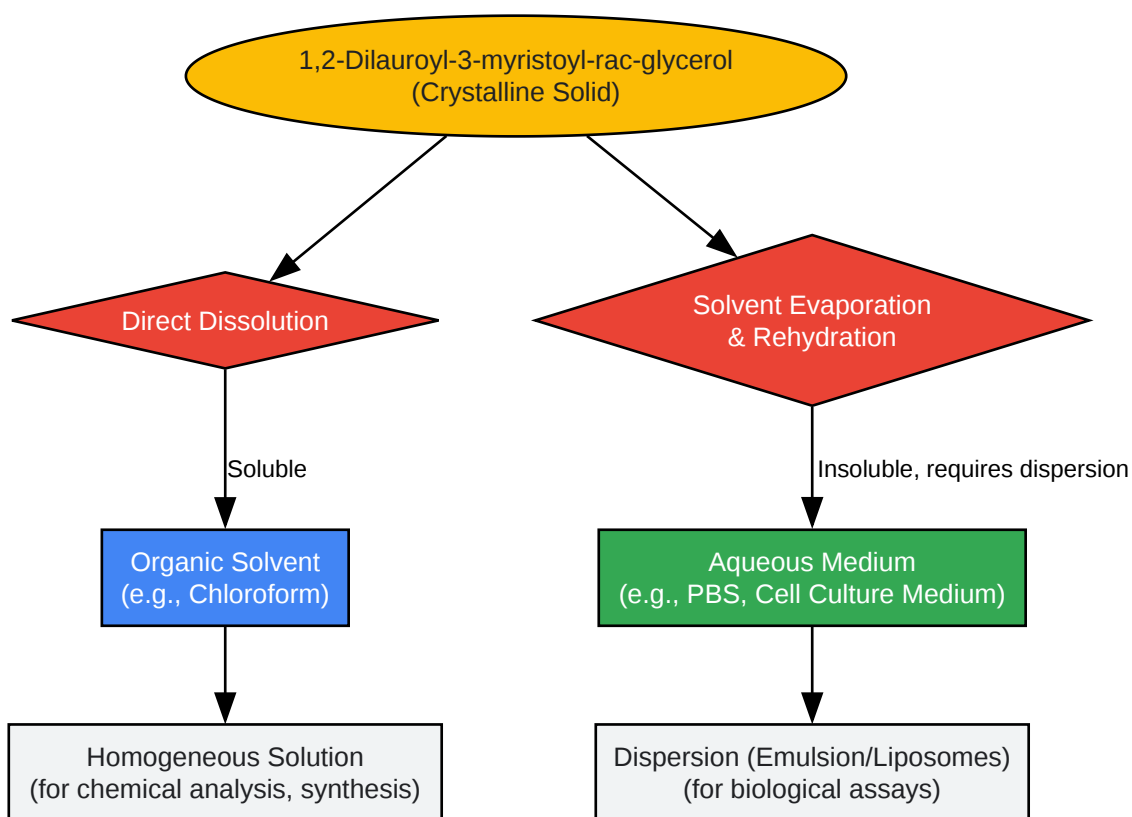 1,2-Dilauroyl-3-myristoyl-rac-glycerol
(Crystalline Solid)
Direct Dissolution
Solvent Evaporation
& Rehydration
Soluble
Insoluble, requires dispersion
Organic Solvent
(e.g., Chloroform)
Aqueous Medium
(e.g., PBS, Cell Culture Medium)
Homogeneous Solution
(for chemical analysis, synthesis)
Dispersion (Emulsion/Liposomes)
(for biological assays)